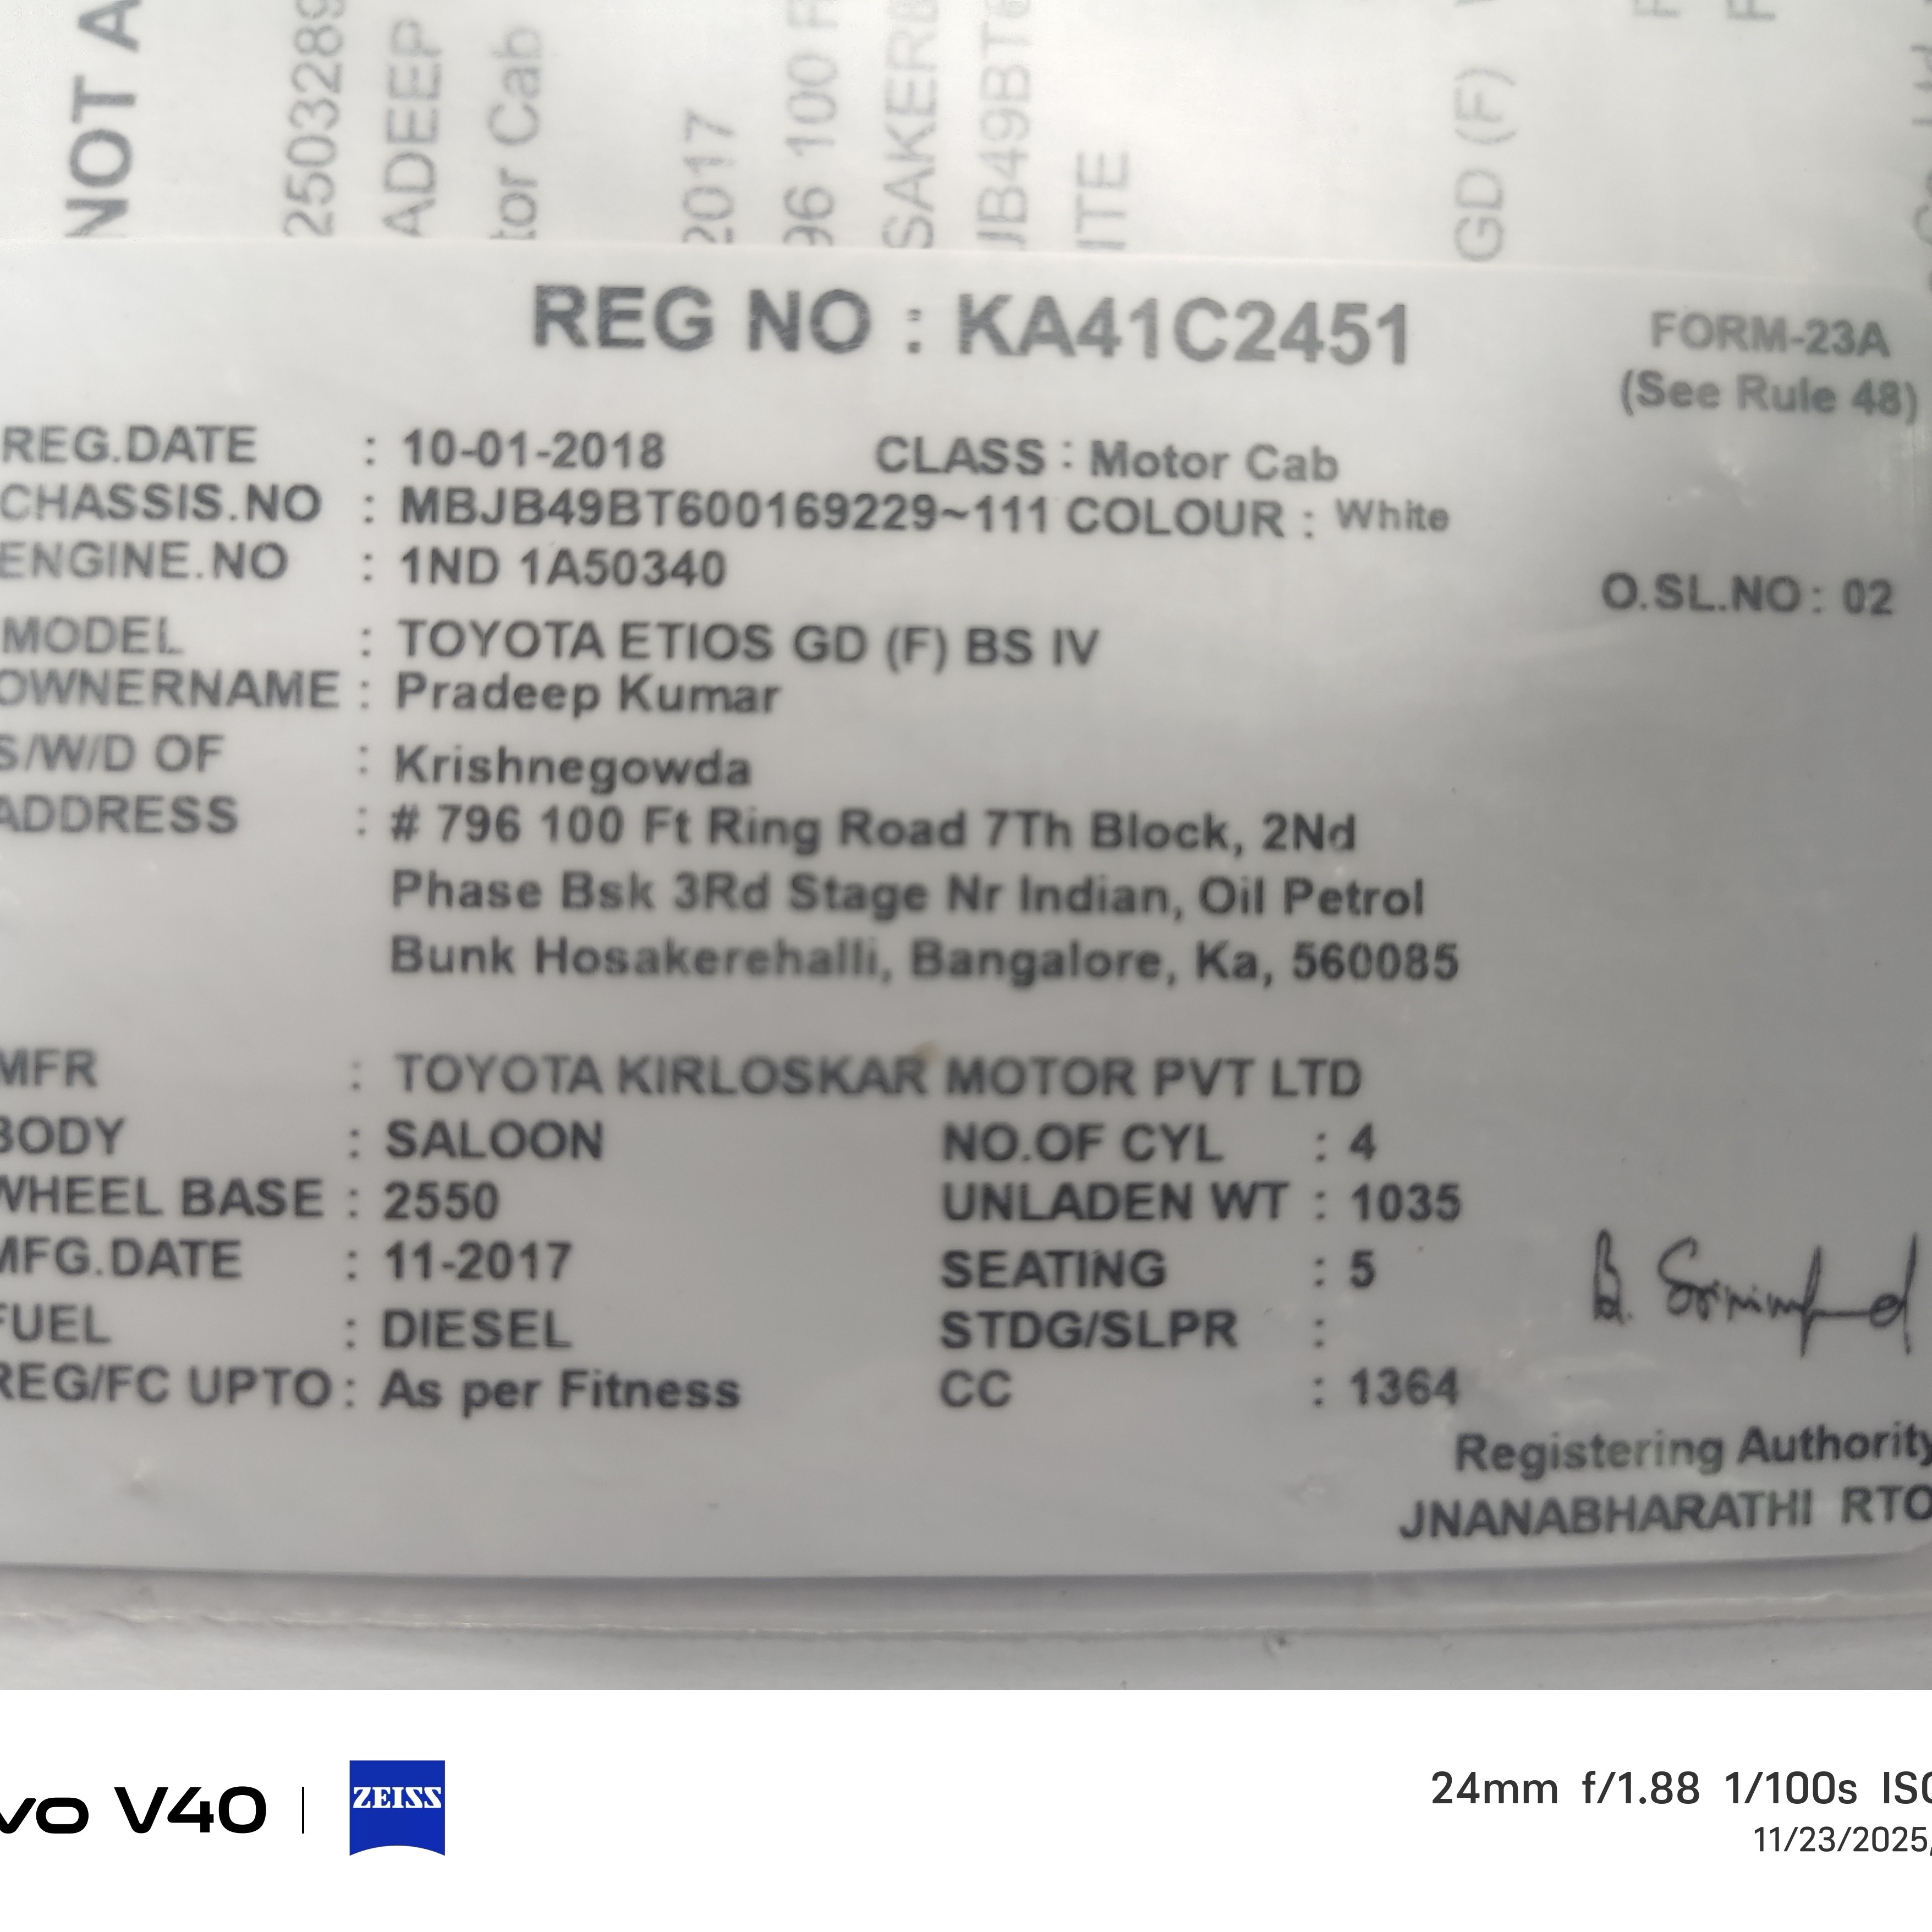 NOT A
2503289
ADEEP
tor Cab
2017
96 100 F
SAKER
JB49BT6
ITE
GD (F)
REG NO : KA41C2451
FORM-23A
(See Rule 48)
REG.DATE : 10-01-2018 CLASS : Motor Cab
CHASSIS.NO : MBJB49BT600169229~111 COLOUR : White
ENGINE.NO : 1ND 1A50340
O.SL.NO : 02
MODEL : TOYOTA ETIOS GD (F) BS IV
OWNERNAME : Pradeep Kumar
S/W/D OF : Krishnegowda
ADDRESS : # 796 100 Ft Ring Road 7Th Block, 2Nd
Phase Bsk 3Rd Stage Nr Indian, Oil Petrol
Bunk Hosakerehalli, Bangalore, Ka, 560085
MFR : TOYOTA KIRLOSKAR MOTOR PVT LTD
BODY : SALOON NO.OF CYL : 4
WHEEL BASE : 2550 UNLADEN WT : 1035
MFG.DATE : 11-2017 SEATING : 5
FUEL : DIESEL STDG/SLPR :
REG/FC UPTO : As per Fitness CC : 1364
Registering Authority
JNANABHARATHI RTO
vo V40 | ZEISS
24mm f/1.88 1/100s ISO
11/23/2025,